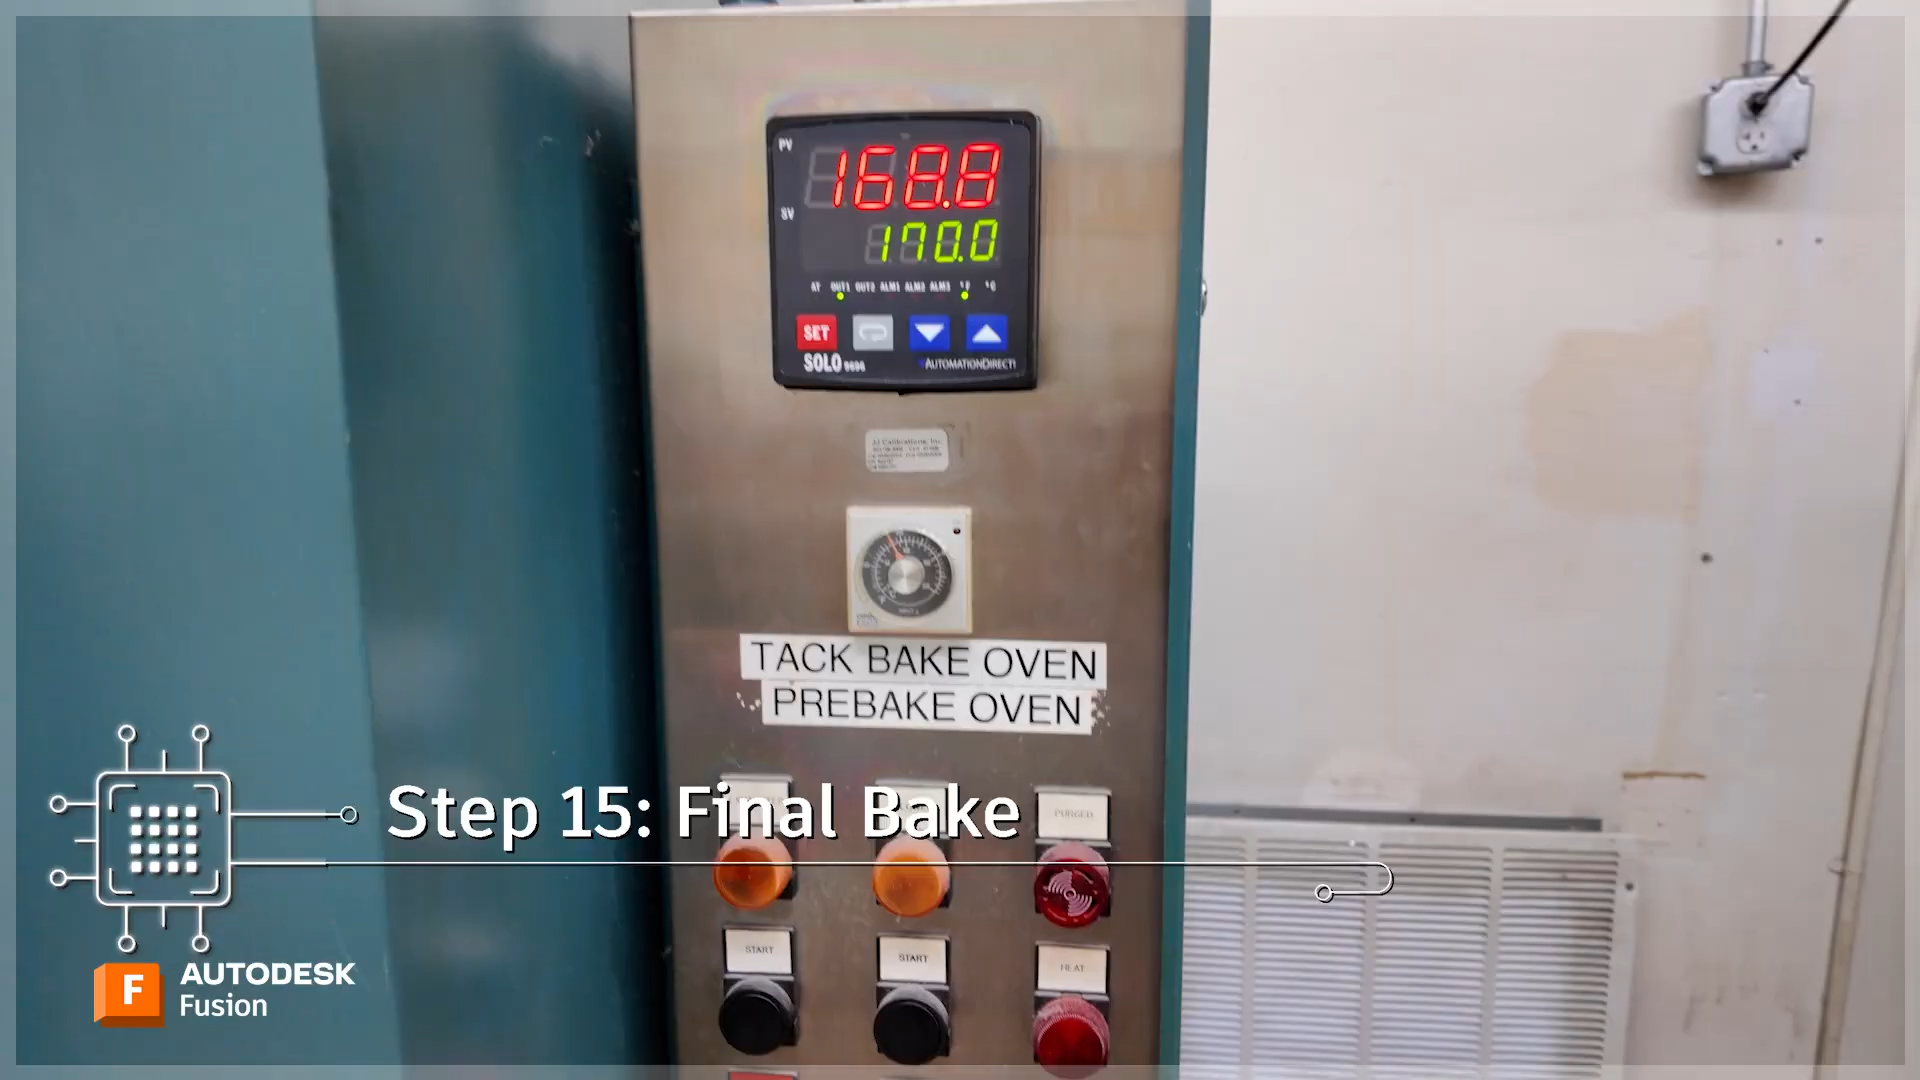 PV
168.8
SV
170.0
AT OUT1 OUT2 ALM1 ALM2 ALM3 °F °C
SET
SOLO
AUTOMATIONDIRECT
TACK BAKE OVEN
PREBAKE OVEN
Step 15: Final Bake
PURGED
START
START
HEAT
F
AUTODESK
Fusion